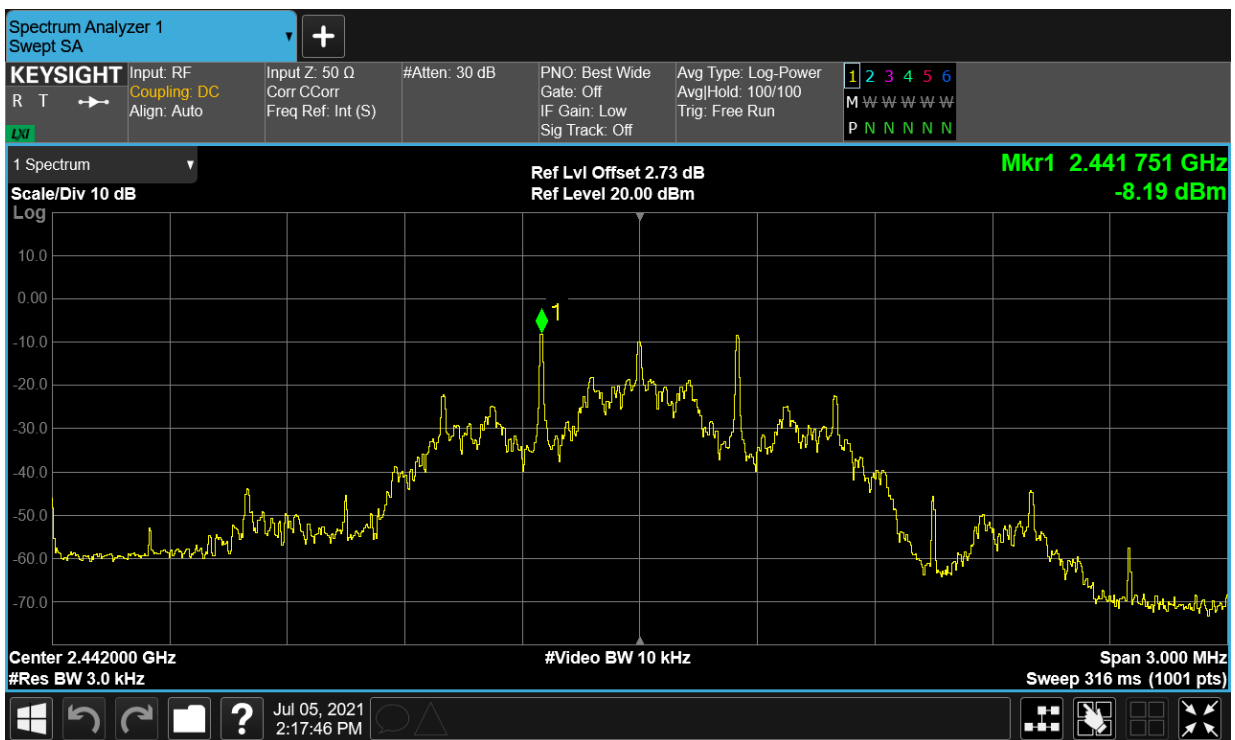 Spectrum Analyzer 1
Swept SA
KEYSIGHT
R T
LXI
Input: RF
Coupling: DC
Align: Auto
Input Z: 50 Ω
Corr CCorr
Freq Ref: Int (S)
#Atten: 30 dB
PNO: Best Wide
Gate: Off
IF Gain: Low
Sig Track: Off
Avg Type: Log-Power
Avg|Hold: 100/100
Trig: Free Run
1 2 3 4 5 6
M W W W W W
P N N N N N
1 Spectrum
Scale/Div 10 dB
Log
Ref Lvl Offset 2.73 dB
Ref Level 20.00 dBm
Mkr1 2.441 751 GHz
-8.19 dBm
10.0
0.00
1
-10.0
-20.0
-30.0
-40.0
-50.0
-60.0
-70.0
Center 2.442000 GHz
#Res BW 3.0 kHz
#Video BW 10 kHz
Span 3.000 MHz
Sweep 316 ms (1001 pts)
?
Jul 05, 2021
2:17:46 PM